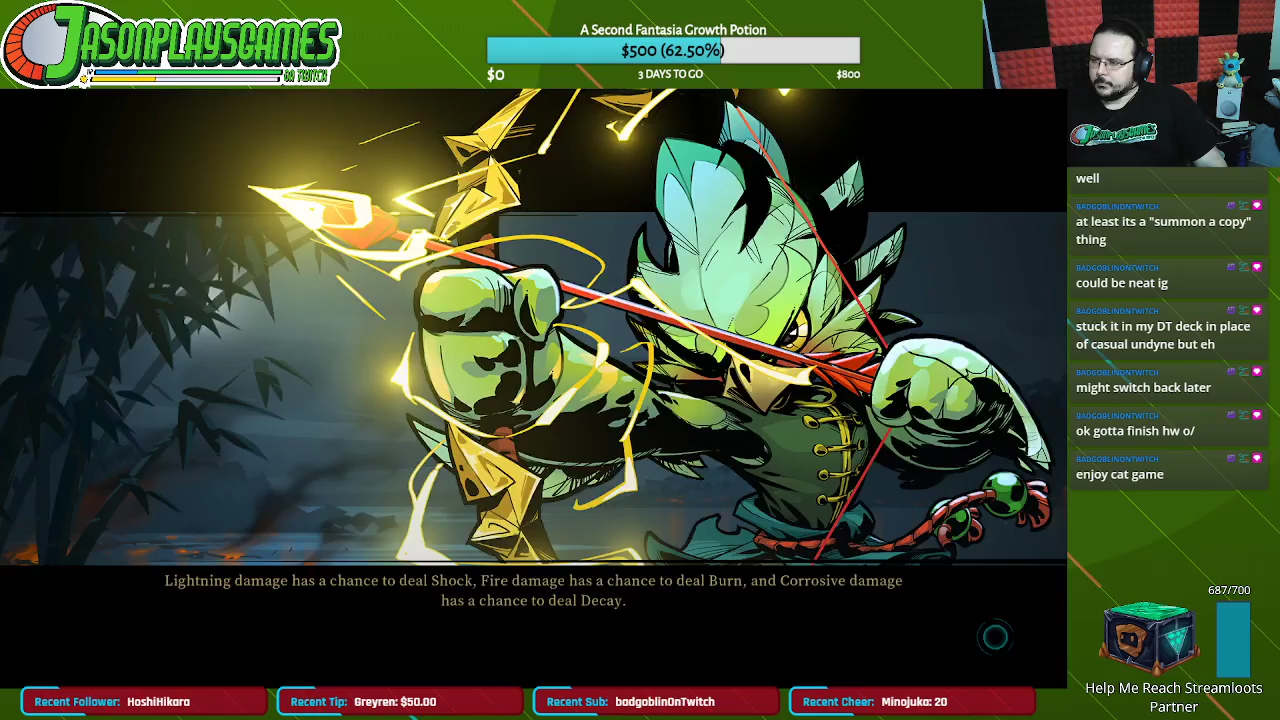 JASONPLAYSGAMES
ON TWITCH
A Second Fantasia Growth Potion
$500 (62.50%)
$0
3 DAYS TO GO
$800
JASONPLAYSGAMES
well
BADGOBLINONTWITCH
at least its a "summon a copy"
thing
BADGOBLINONTWITCH
could be neat ig
BADGOBLINONTWITCH
stuck it in my DT deck in place
of casual undyne but eh
BADGOBLINONTWITCH
might switch back later
BADGOBLINONTWITCH
ok gotta finish hw o/
BADGOBLINONTWITCH
enjoy cat game
Lightning damage has a chance to deal Shock, Fire damage has a chance to deal Burn, and Corrosive damage
has a chance to deal Decay.
687/700
Help Me Reach Streamloots
Partner
Recent Follower: HoshiHikara
Recent Tip: Greyren: $50.00
Recent Sub: badgoblinOnTwitch
Recent Cheer: Minojuka: 20